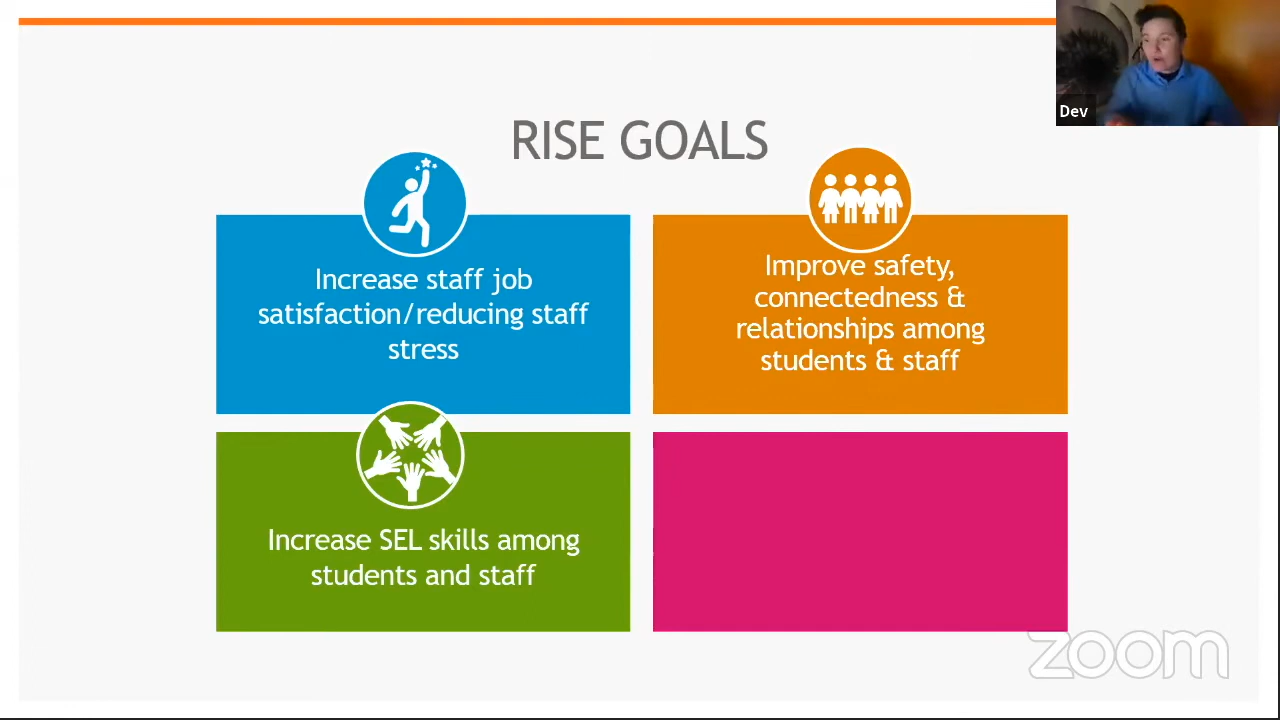 Dev
RISE GOALS
Increase staff job
satisfaction/reducing staff
stress
Improve safety,
connectedness &
relationships among
students & staff
Increase SEL skills among
students and staff
zoom